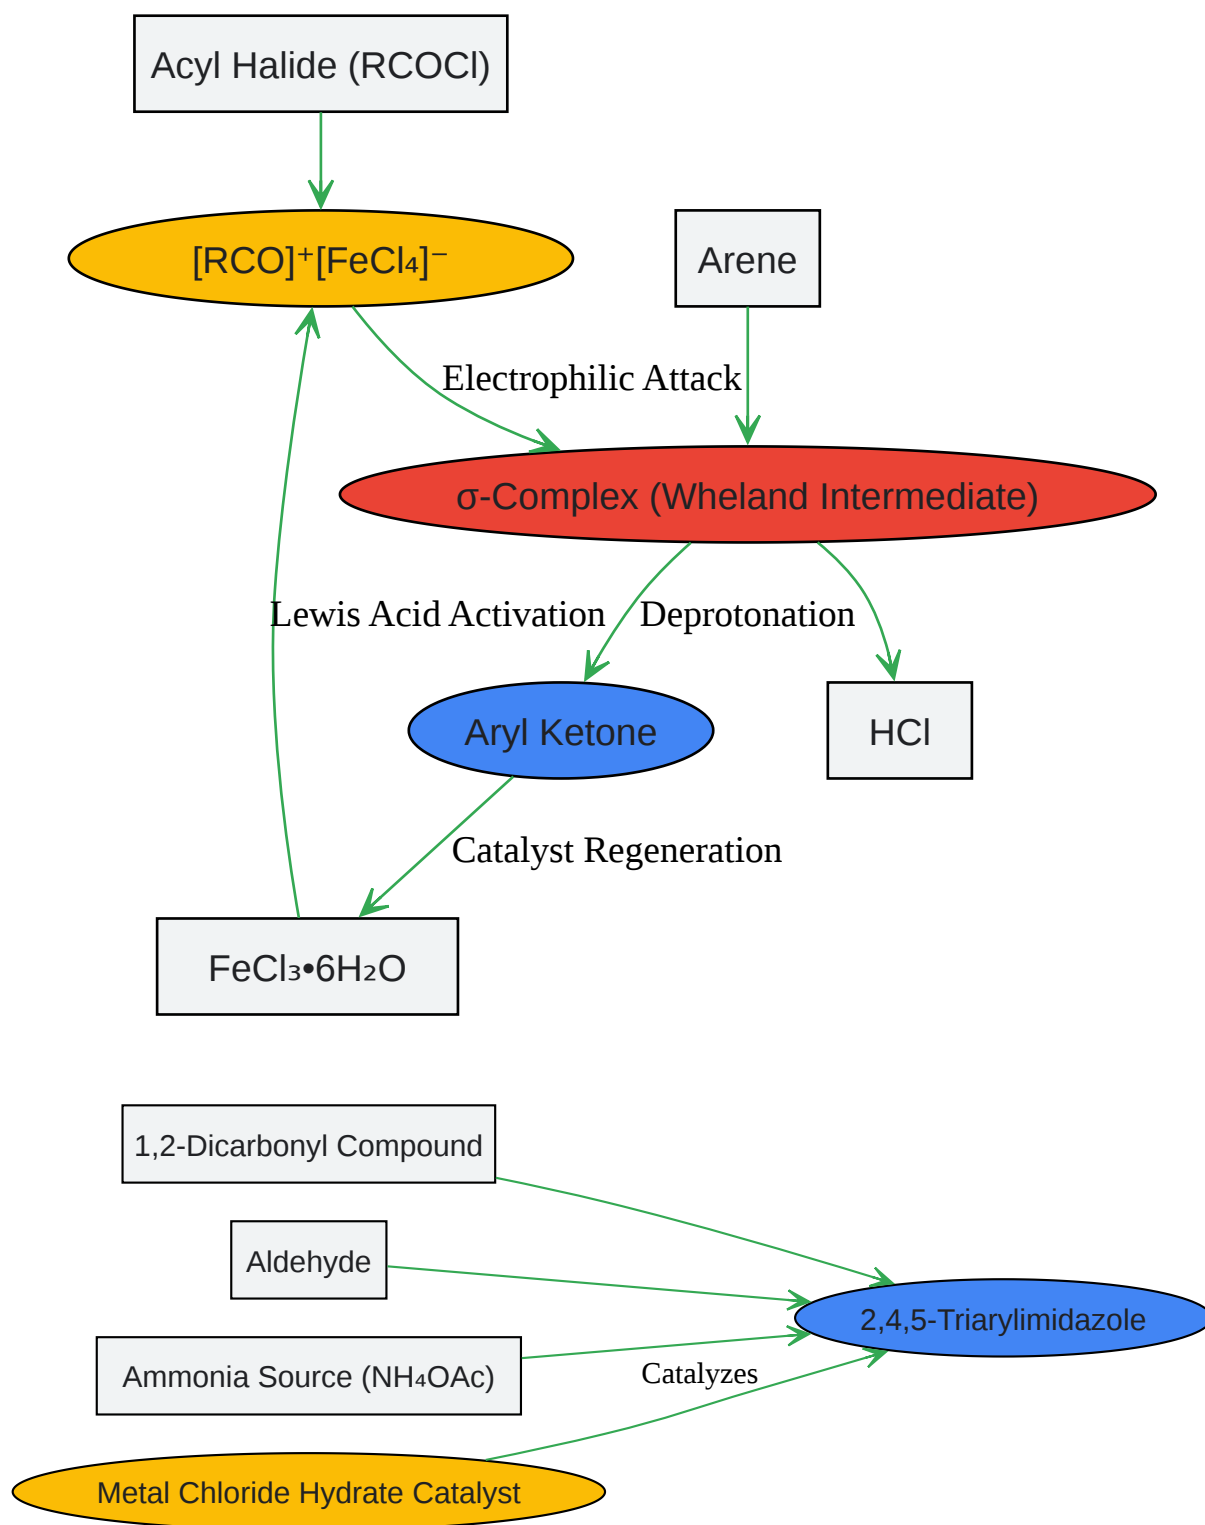 Acyl Halide (RCOCl)
[RCO]⁺[FeCl₄]⁻
Arene
Electrophilic Attack
σ-Complex (Wheland Intermediate)
Lewis Acid Activation
Deprotonation
Aryl Ketone
HCl
Catalyst Regeneration
FeCl₃•6H₂O
1,2-Dicarbonyl Compound
Aldehyde
2,4,5-Triarylimidazole
Ammonia Source (NH₄OAc)
Catalyzes
Metal Chloride Hydrate Catalyst